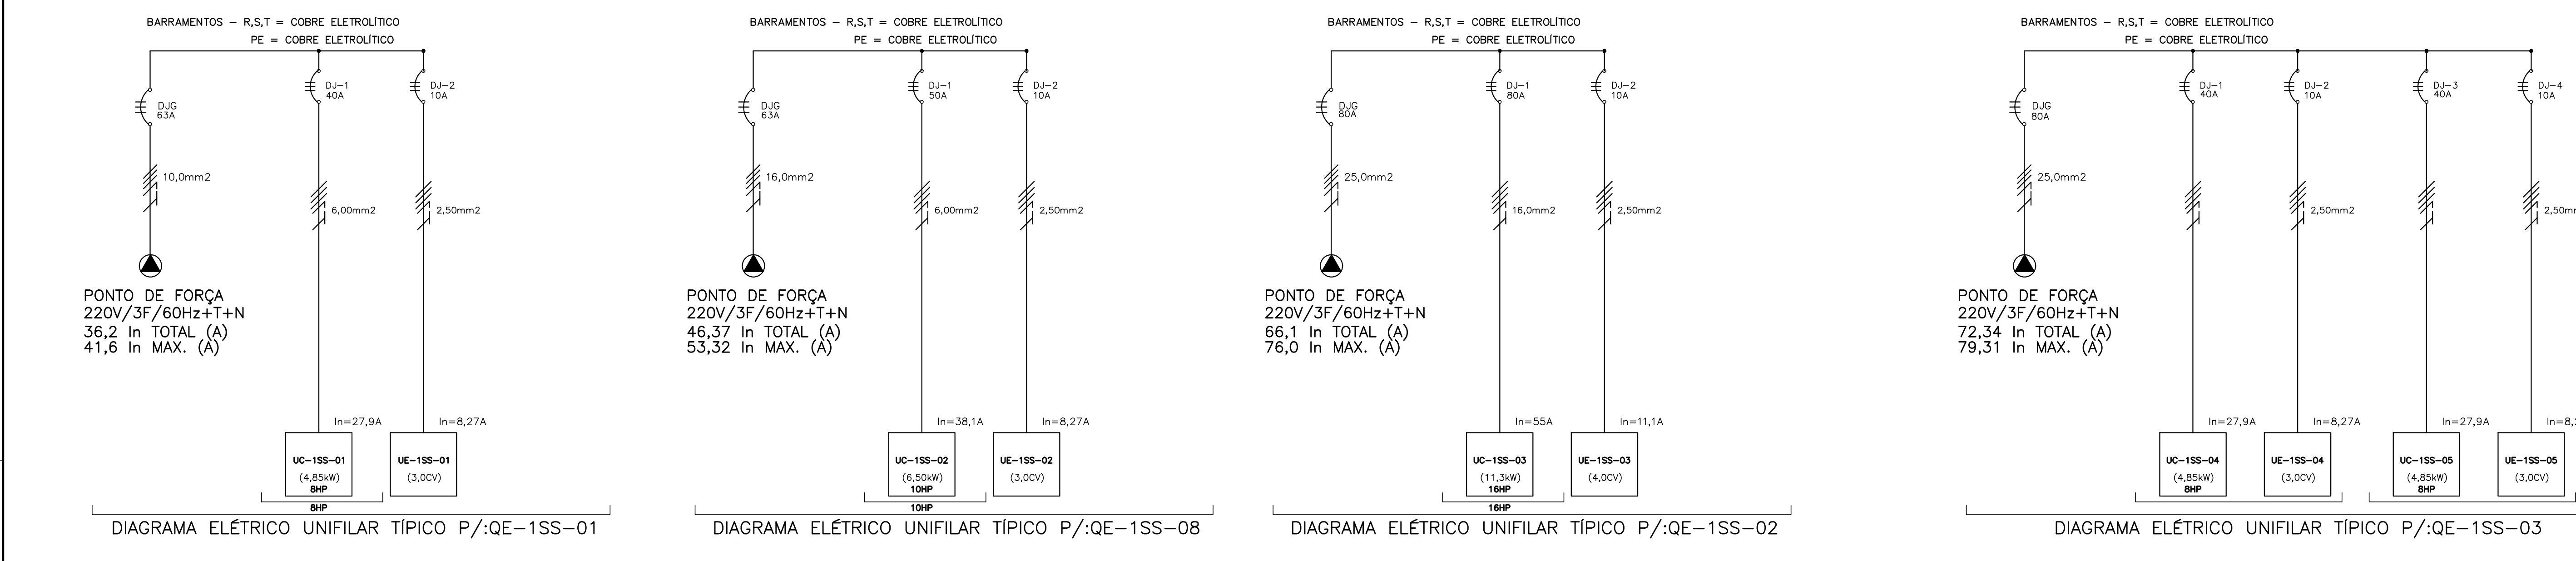 BARRAMENTOS – R,S,T = COBRE ELETROLÍTICO
PE = COBRE ELETROLÍTICO
DJG
63A
DJ-1
40A
DJ-2
10A
10,0mm2
6,00mm2
2,50mm2
PONTO DE FORÇA
220V/3F/60Hz+T+N
36,2 In TOTAL (A)
41,6 In MAX. (A)
In=27,9A
In=8,27A
UC-1SS-01
(4,85kW)
8HP
UE-1SS-01
(3,0CV)
8HP
DIAGRAMA ELÉTRICO UNIFILAR TÍPICO P/:QE-1SS-01
BARRAMENTOS – R,S,T = COBRE ELETROLÍTICO
PE = COBRE ELETROLÍTICO
DJG
63A
DJ-1
50A
DJ-2
10A
16,0mm2
6,00mm2
2,50mm2
PONTO DE FORÇA
220V/3F/60Hz+T+N
46,37 In TOTAL (A)
53,32 In MAX. (A)
In=38,1A
In=8,27A
UC-1SS-02
(6,50kW)
10HP
UE-1SS-02
(3,0CV)
10HP
DIAGRAMA ELÉTRICO UNIFILAR TÍPICO P/:QE-1SS-08
BARRAMENTOS – R,S,T = COBRE ELETROLÍTICO
PE = COBRE ELETROLÍTICO
DJG
80A
DJ-1
80A
DJ-2
10A
25,0mm2
16,0mm2
2,50mm2
PONTO DE FORÇA
220V/3F/60Hz+T+N
66,1 In TOTAL (A)
76,0 In MAX. (A)
In=55A
In=11,1A
UC-1SS-03
(11,3kW)
16HP
UE-1SS-03
(4,0CV)
16HP
DIAGRAMA ELÉTRICO UNIFILAR TÍPICO P/:QE-1SS-02
BARRAMENTOS – R,S,T = COBRE ELETROLÍTICO
PE = COBRE ELETROLÍTICO
DJG
80A
DJ-1
40A
DJ-2
10A
DJ-3
40A
DJ-4
10A
25,0mm2
2,50mm2
2,50m
PONTO DE FORÇA
220V/3F/60Hz+T+N
72,34 In TOTAL (A)
79,31 In MAX. (A)
In=27,9A
In=8,27A
In=27,9A
In=8,
UC-1SS-04
(4,85kW)
8HP
UE-1SS-04
(3,0CV)
UC-1SS-05
(4,85kW)
8HP
UE-1SS-05
(3,0CV)
DIAGRAMA ELÉTRICO UNIFILAR TÍPICO P/:QE-1SS-03